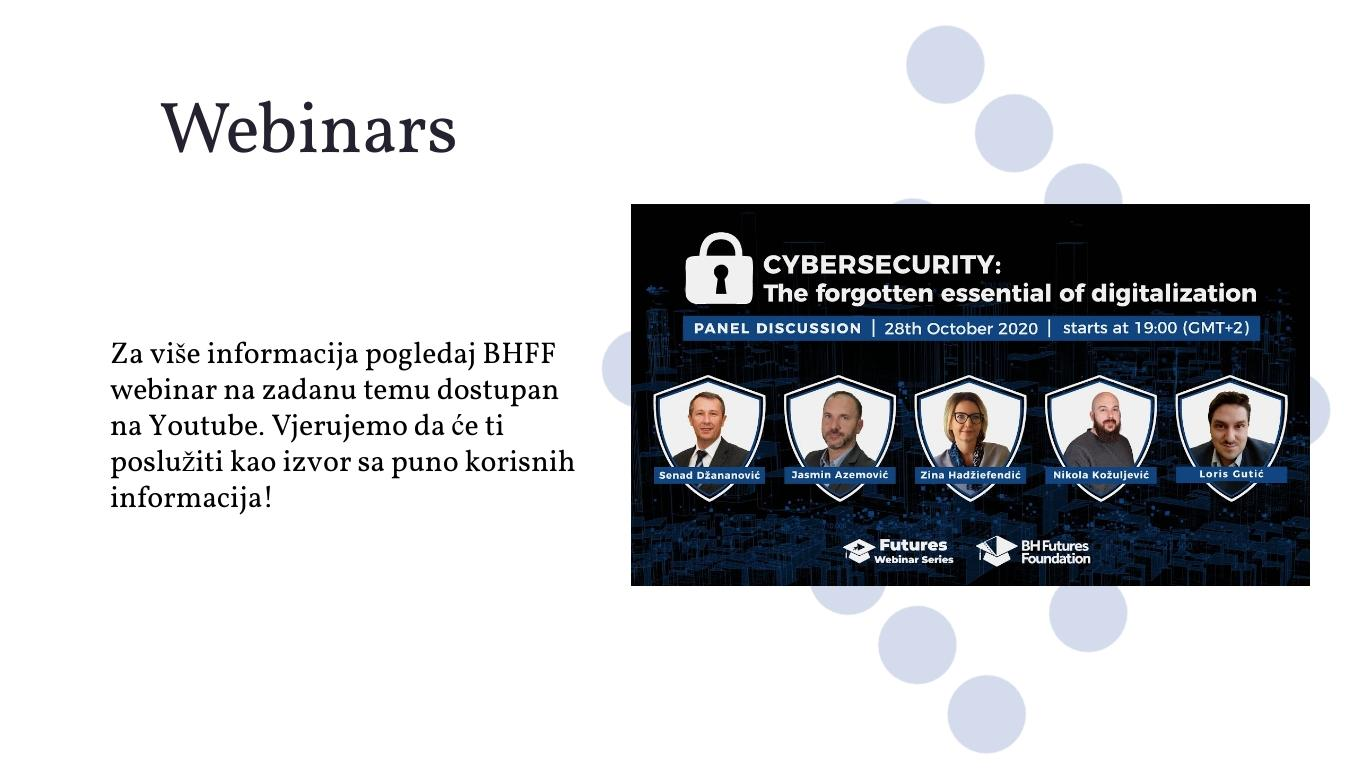 Webinars
Za više informacija pogledaj BHFF
webinar na zadanu temu dostupan
na Youtube. Vjerujemo da će ti
poslužiti kao izvor sa puno korisnih
informacija!
CYBERSECURITY:
The forgotten essential of digitalization
PANEL DISCUSSION | 28th October 2020 | starts at 19:00 (GMT+2)
Senad Džananović
Jasmin Azemović
Zina Hadžiefendić
Nikola Kožuljević
Loris Gutić
Futures
Webinar Series
BH Futures
Foundation